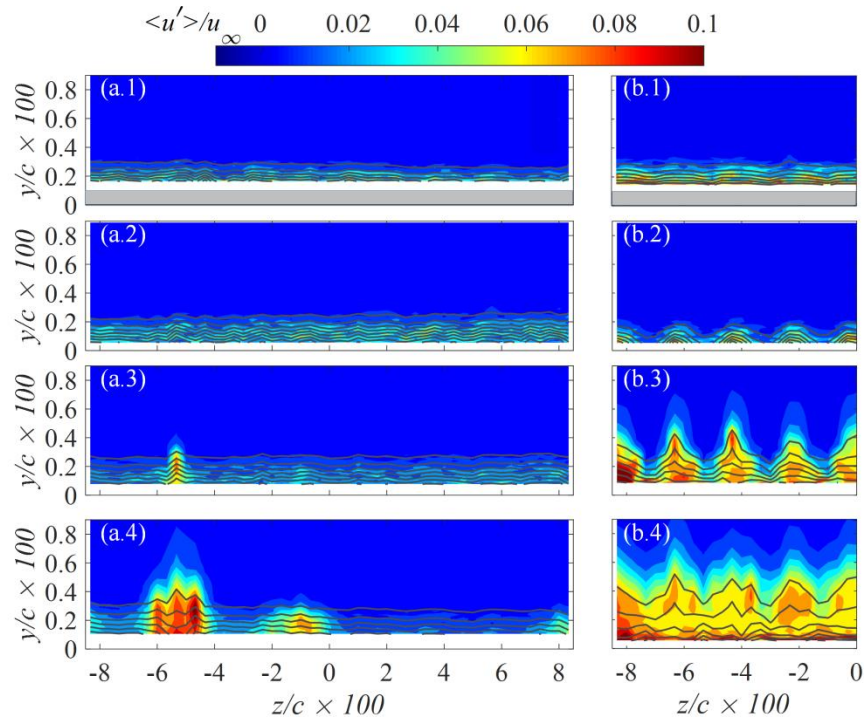 <u'>/u∞ 0 0.02 0.04 0.06 0.08 0.1
(a.1) (b.1)
y/c × 100
0.8
0.6
0.4
0.2
0
(a.2) (b.2)
y/c × 100
0.8
0.6
0.4
0.2
0
(a.3) (b.3)
y/c × 100
0.8
0.6
0.4
0.2
0
(a.4) (b.4)
y/c × 100
0.8
0.6
0.4
0.2
0
-8 -6 -4 -2 0 2 4 6 8 -8 -6 -4 -2 0
z/c × 100 z/c × 100